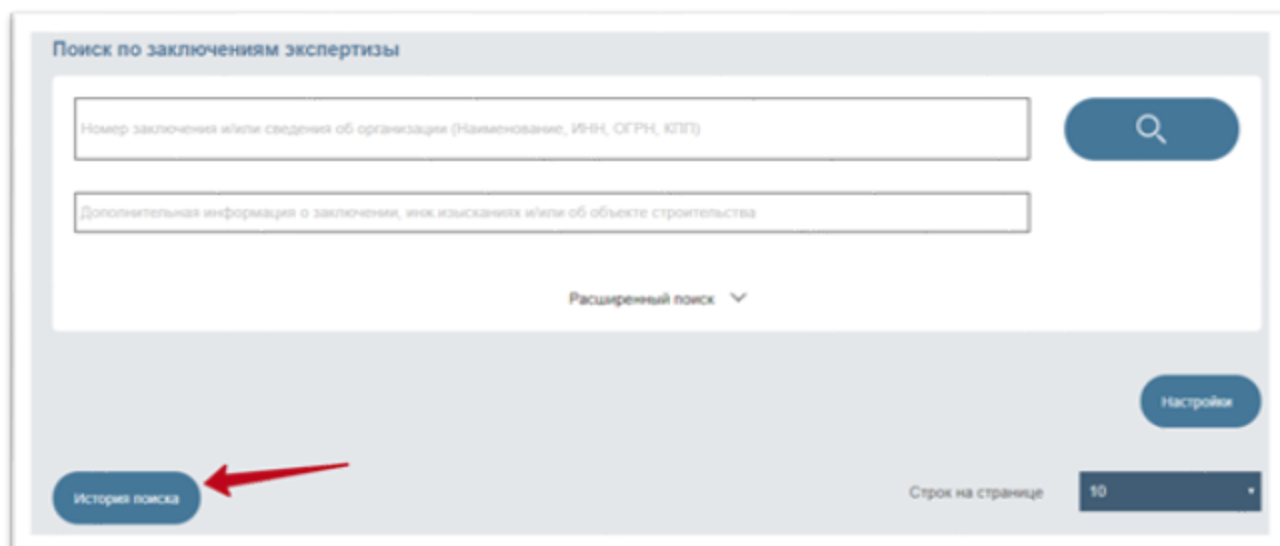 Поиск по заключениям экспертизы
Номер заключения и/или сведения об организации (Наименование, ИНН, ОГРН, КПП)
Дополнительная информация о заключении, инж.изысканиях и/или об объекте строительства
Расширенный поиск
Настройки
История поиска
Строк на странице 10